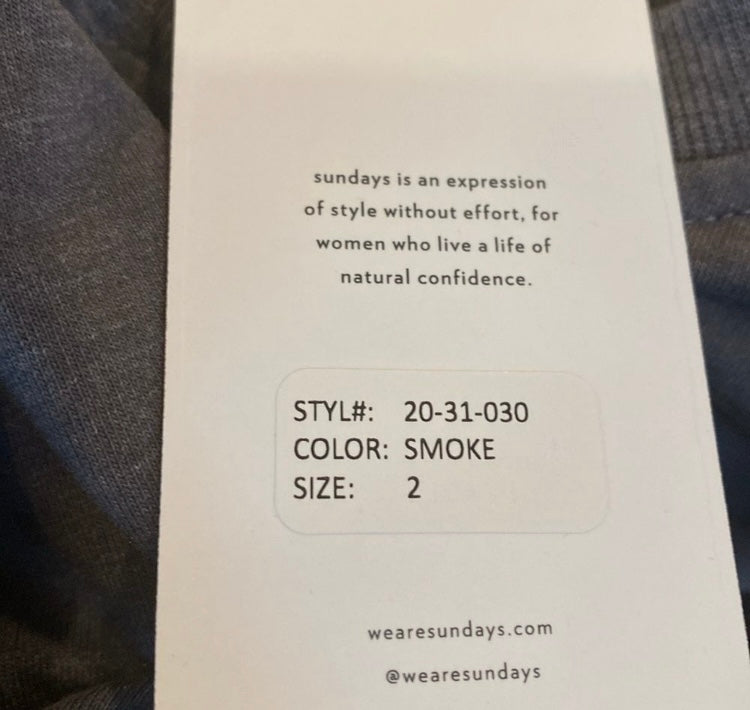 sundays is an expression
of style without effort, for
women who live a life of
natural confidence.
STYL#: 20-31-030
COLOR: SMOKE
SIZE: 2
wearesundays.com
@wearesundays